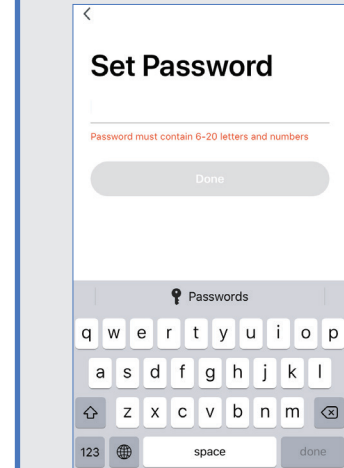 Set Password
Password must contain 6-20 letters and numbers
Done
Passwords
q w e r t y u i o p
a s d f g h j k l
z x c v b n m
123 space done